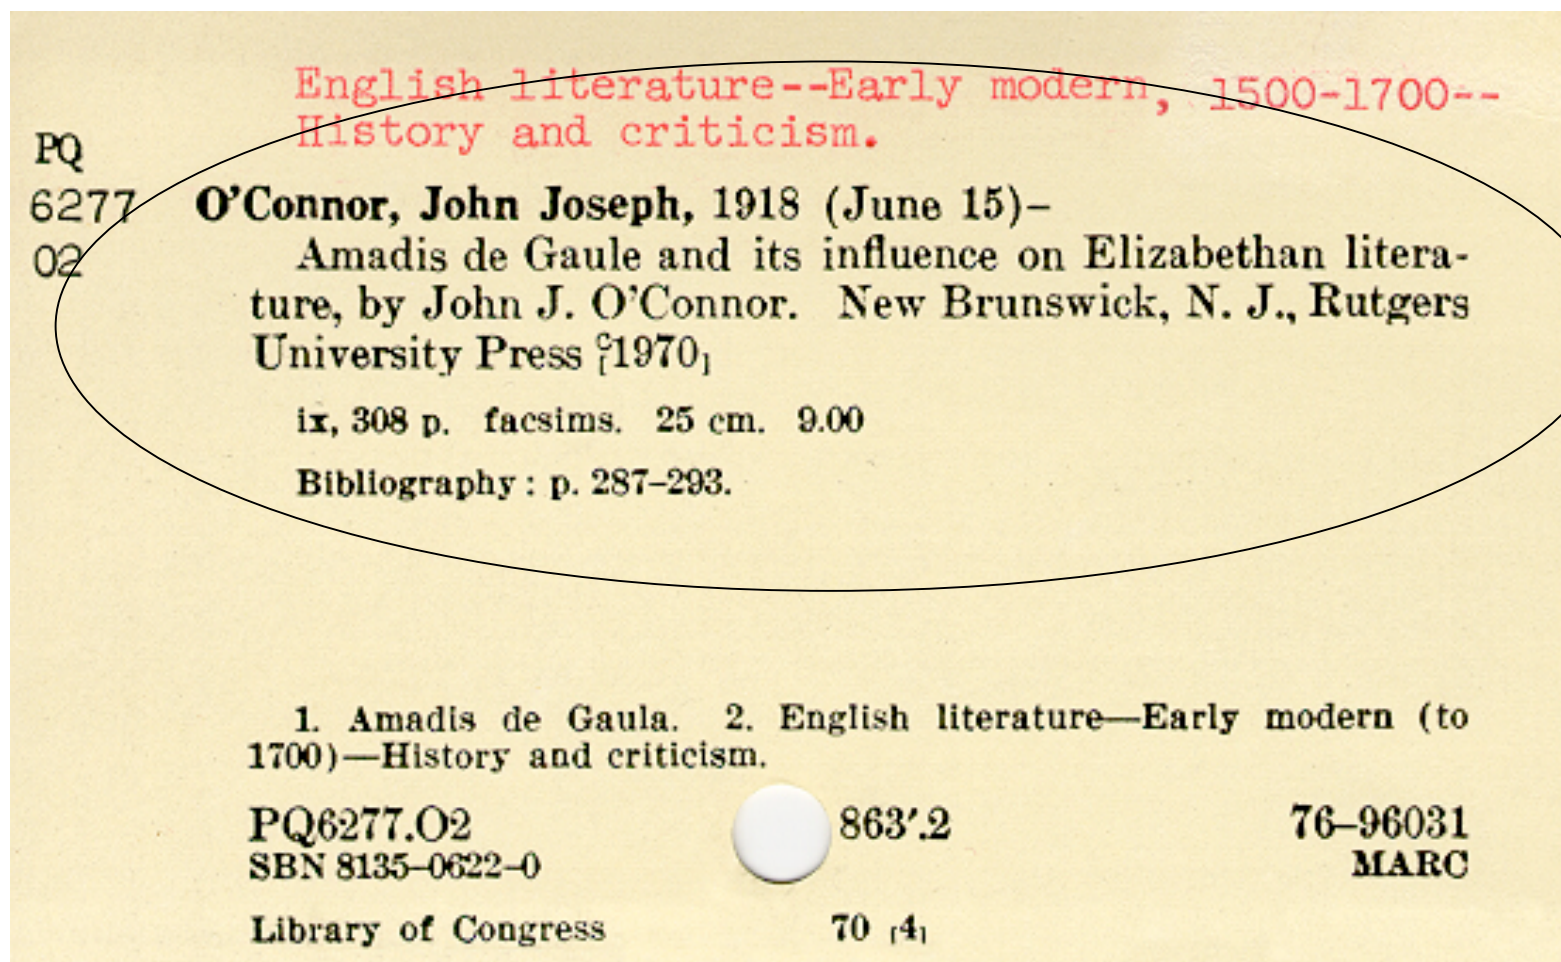 English literature--Early modern, 1500-1700--
History and criticism.
PQ
6277
O2
O'Connor, John Joseph, 1918 (June 15)–
Amadis de Gaule and its influence on Elizabethan litera-
ture, by John J. O'Connor. New Brunswick, N. J., Rutgers
University Press [c1970]
ix, 308 p. facsims. 25 cm. 9.00
Bibliography : p. 287–293.
1. Amadis de Gaula. 2. English literature—Early modern (to
1700)—History and criticism.
PQ6277.O2 863'.2 76–96031
SBN 8135–0622–0 MARC
Library of Congress 70 [4]